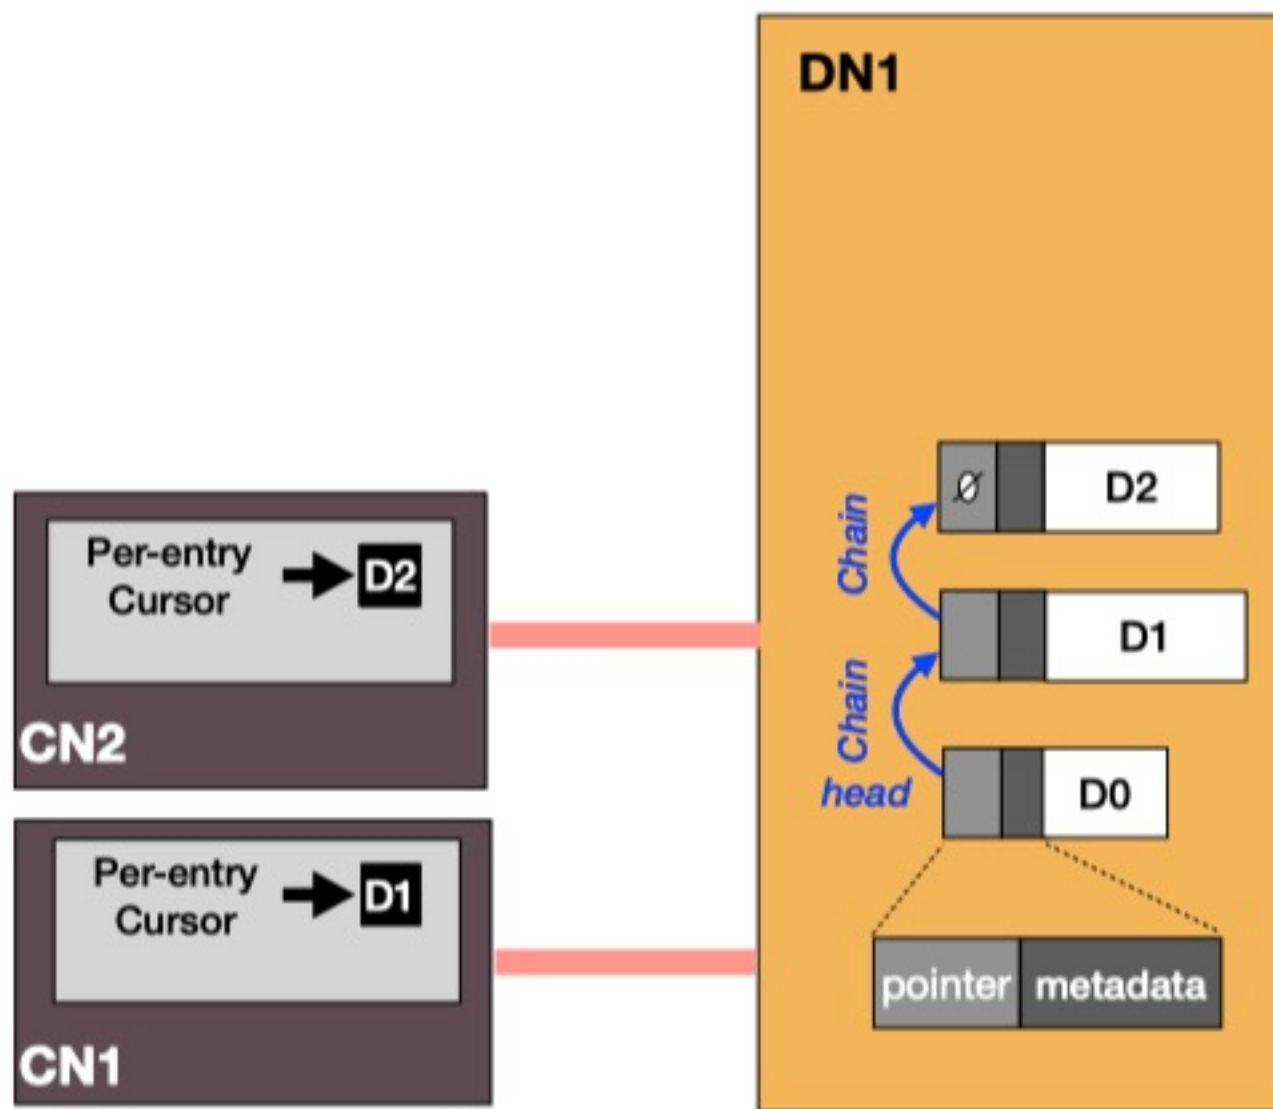 DN1
Ø
D2
Chain
Per-entry
Cursor
D2
D1
CN2
Chain
head
D0
Per-entry
Cursor
D1
pointer
metadata
CN1